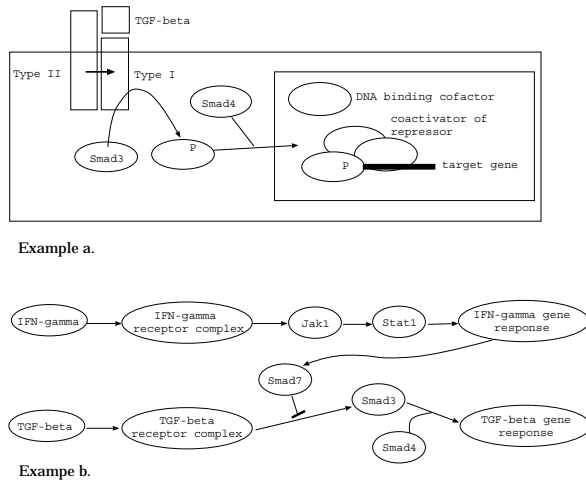 TGF-beta
Type II
Type I
Smad4
DNA binding cofactor
coactivator of
repressor
Smad3
P
P
target gene
Example a.
IFN-gamma
IFN-gamma
receptor complex
Jak1
Stat1
IFN-gamma gene
response
Smad7
Smad3
TGF-beta
TGF-beta
receptor complex
Smad4
TGF-beta gene
response
Exampe b.